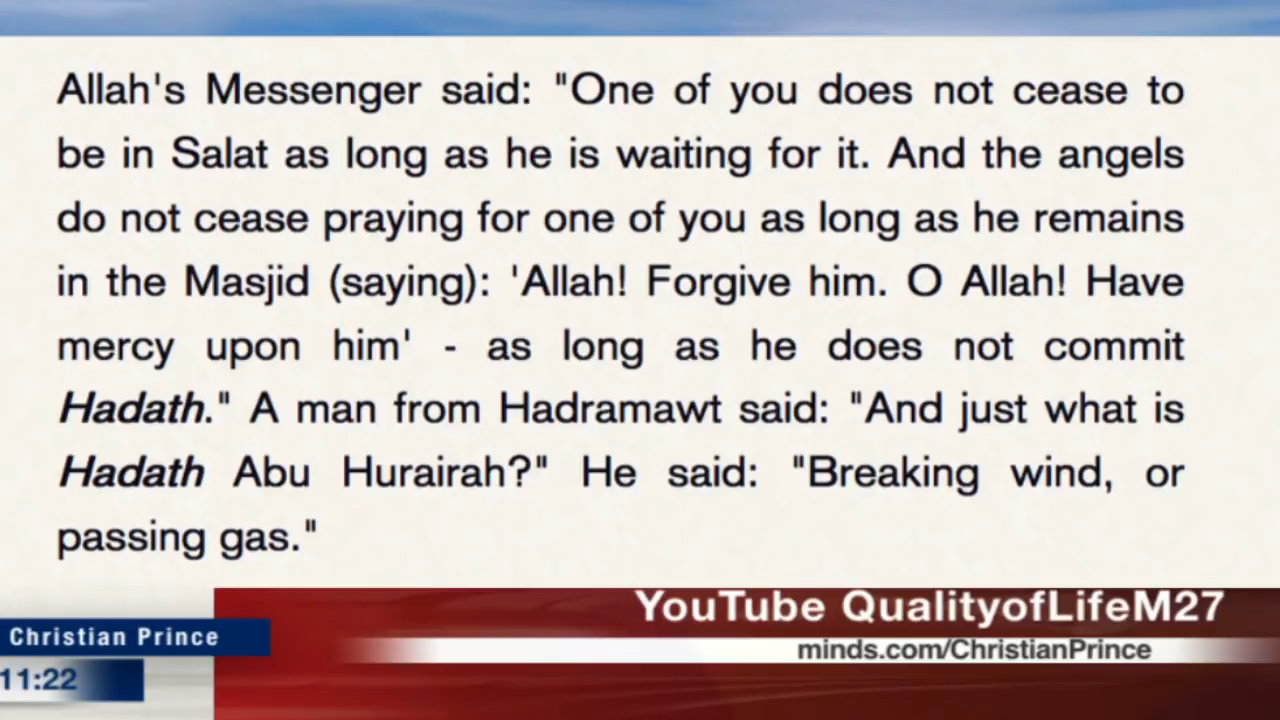 Allah's Messenger said: "One of you does not cease to
be in Salat as long as he is waiting for it. And the angels
do not cease praying for one of you as long as he remains
in the Masjid (saying): 'Allah! Forgive him. O Allah! Have
mercy upon him' - as long as he does not commit
Hadath." A man from Hadramawt said: "And just what is
Hadath Abu Hurairah?" He said: "Breaking wind, or
passing gas."
YouTube QualityofLifeM27
Christian Prince
minds.com/ChristianPrince
11:22